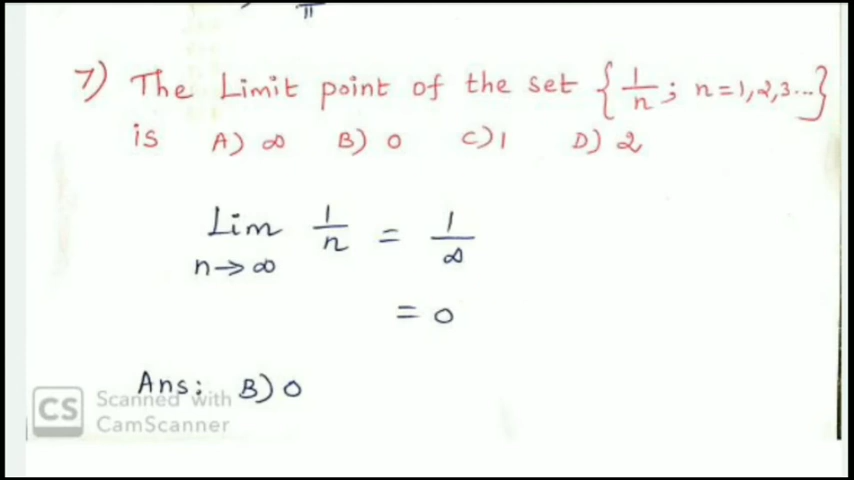 π
7) The Limit point of the set {1/n; n=1,2,3...}
is A) ∞ B) 0 C) 1 D) 2
Lim n→∞ 1/n = 1/∞
= 0
Ans: B) 0
CS Scanned with
CamScanner